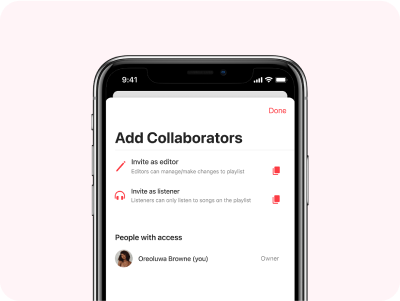 9:41
Done
Add Collaborators
Invite as editor
Editors can manage/make changes to playlist
Invite as listener
Listeners can only listen to songs on the playlist
People with access
Oreoluwa Browne (you) Owner